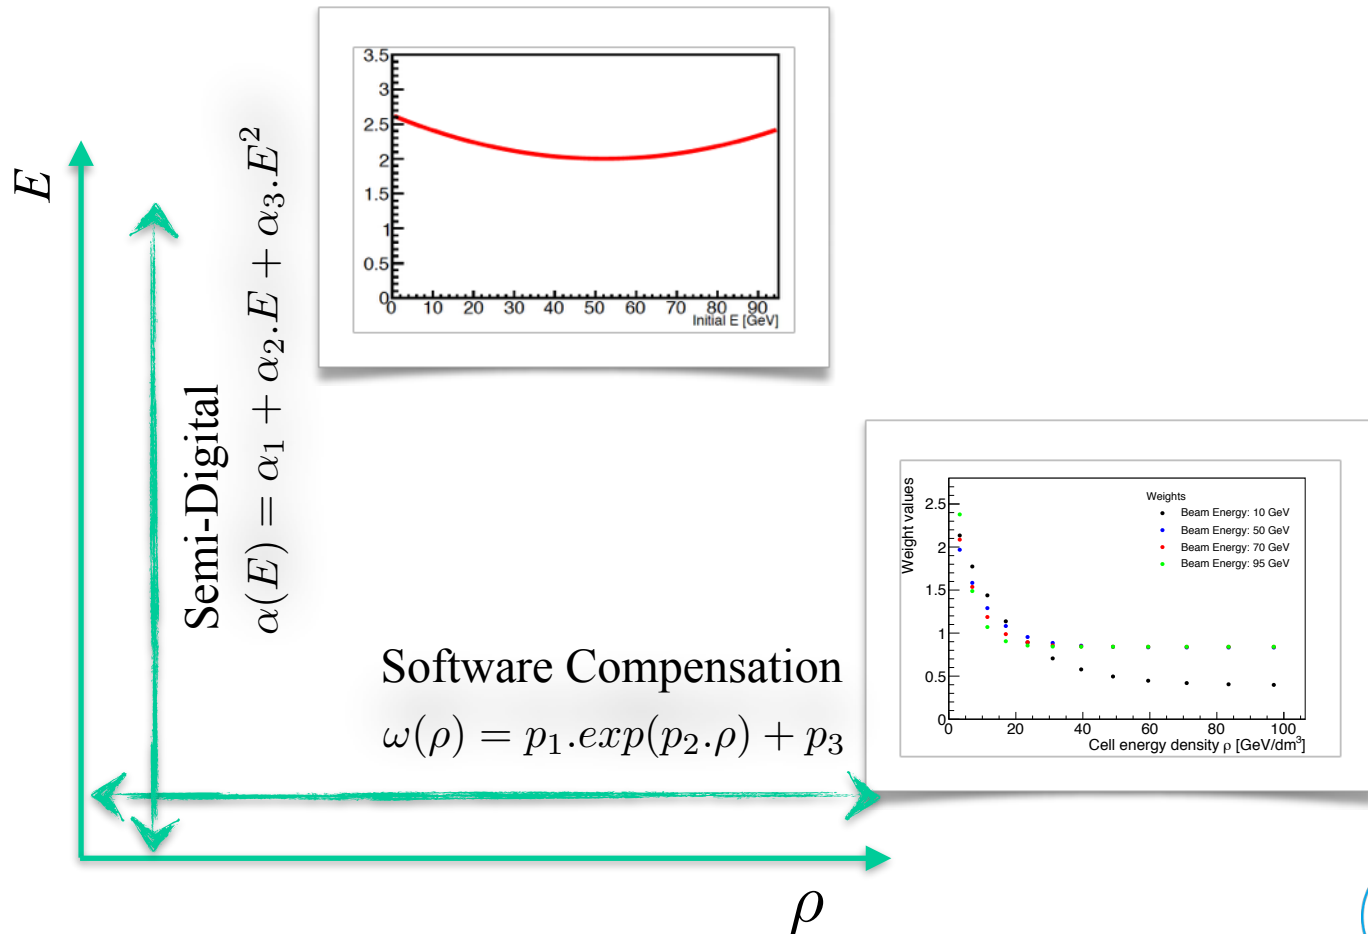 3.5
3
2.5
2
1.5
1
0.5
0
0 10 20 30 40 50 60 70 80 90
Initial E [GeV]
E
Semi-Digital
α(E) = α₁ + α₂.E + α₃.E²
Software Compensation
ω(ρ) = p₁.exp(p₂.ρ) + p₃
Weight values
2.5
2
1.5
1
0.5
0
0 20 40 60 80 100
Cell energy density ρ [GeV/dm³]
Weights
Beam Energy: 10 GeV
Beam Energy: 50 GeV
Beam Energy: 70 GeV
Beam Energy: 95 GeV
ρ